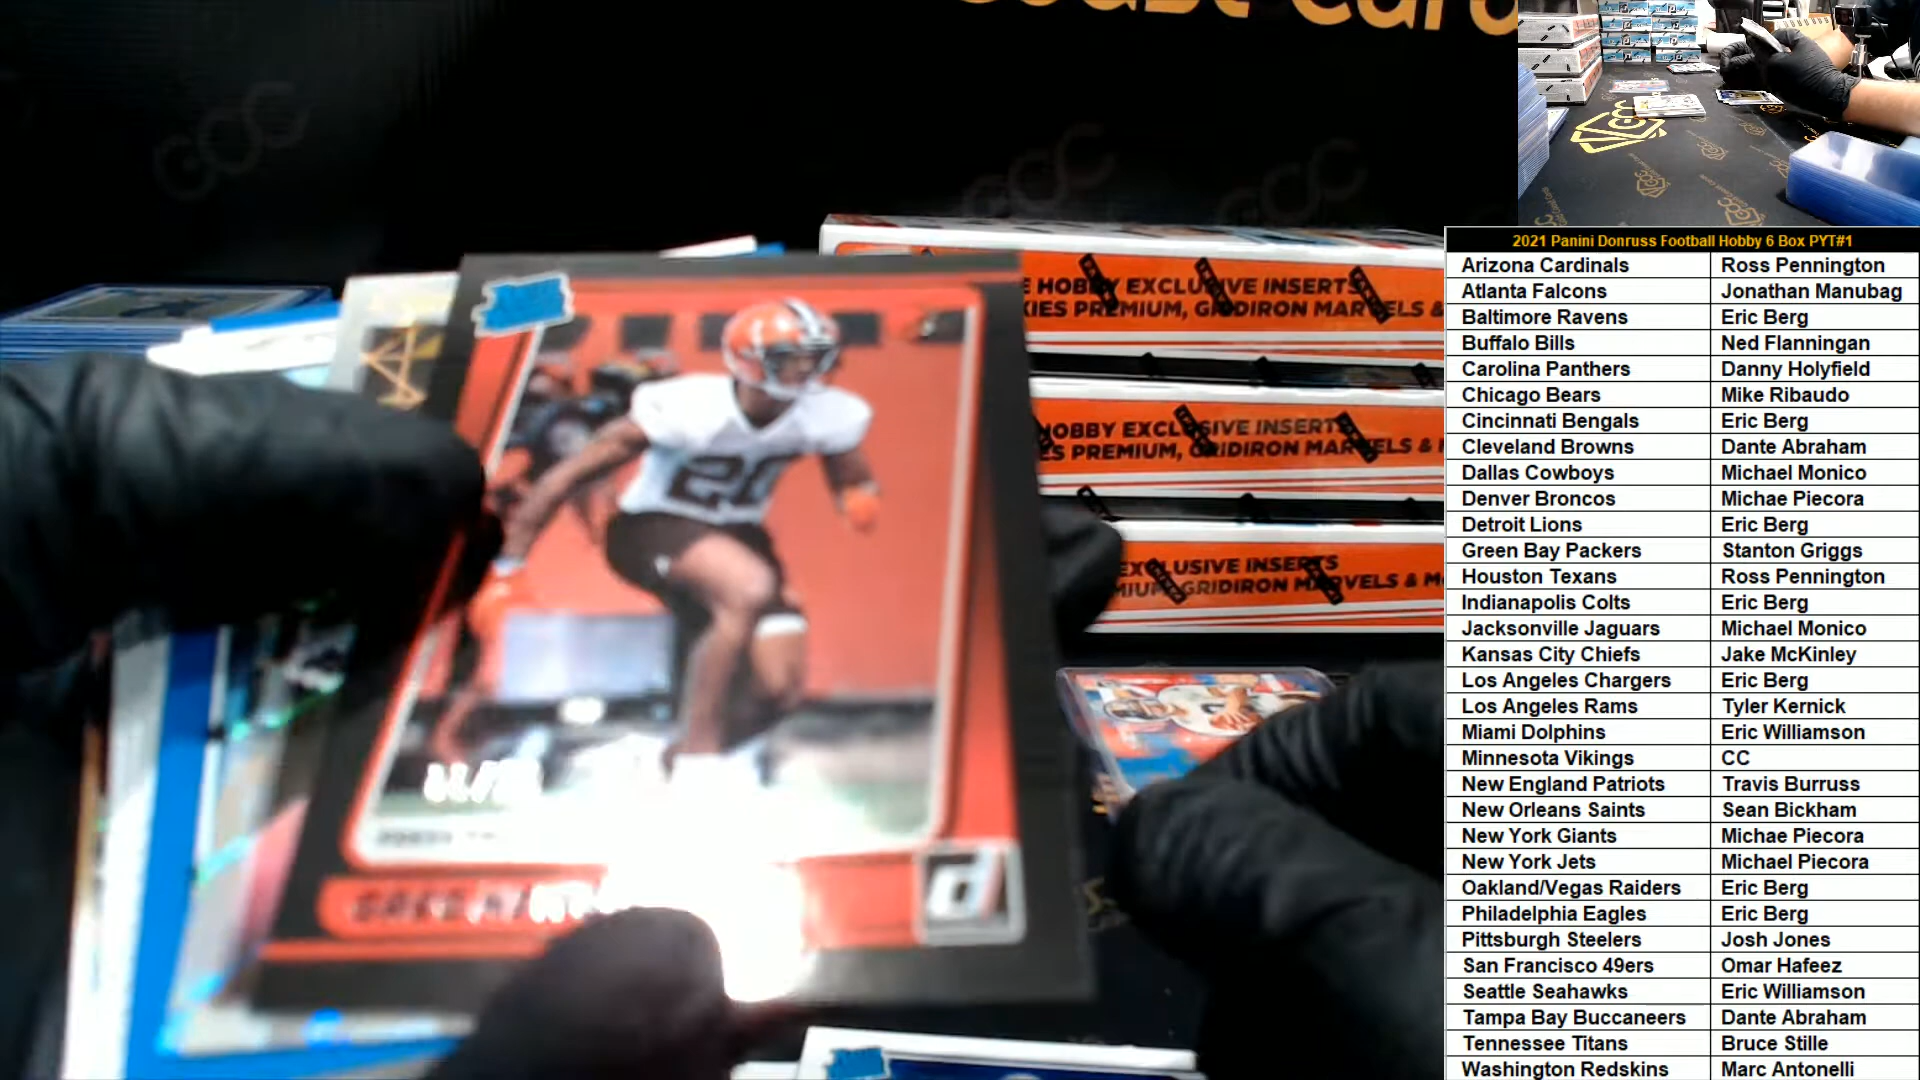 Coast Card
GCC
GCC
GCC
E HOBBY EXCLUSIVE INSERTS
IES PREMIUM, GRIDIRON MARVELS &
HOBBY EXCLUSIVE INSERTS
ES PREMIUM, GRIDIRON MARVELS &
EXCLUSIVE INSERTS
MIUM, GRIDIRON MARVELS & M
20
d
GCC
2021 Panini Donruss Football Hobby 6 Box PYT#1
Arizona Cardinals Ross Pennington
Atlanta Falcons Jonathan Manubag
Baltimore Ravens Eric Berg
Buffalo Bills Ned Flanningan
Carolina Panthers Danny Holyfield
Chicago Bears Mike Ribaudo
Cincinnati Bengals Eric Berg
Cleveland Browns Dante Abraham
Dallas Cowboys Michael Monico
Denver Broncos Michae Piecora
Detroit Lions Eric Berg
Green Bay Packers Stanton Griggs
Houston Texans Ross Pennington
Indianapolis Colts Eric Berg
Jacksonville Jaguars Michael Monico
Kansas City Chiefs Jake McKinley
Los Angeles Chargers Eric Berg
Los Angeles Rams Tyler Kernick
Miami Dolphins Eric Williamson
Minnesota Vikings CC
New England Patriots Travis Burruss
New Orleans Saints Sean Bickham
New York Giants Michae Piecora
New York Jets Michael Piecora
Oakland/Vegas Raiders Eric Berg
Philadelphia Eagles Eric Berg
Pittsburgh Steelers Josh Jones
San Francisco 49ers Omar Hafeez
Seattle Seahawks Eric Williamson
Tampa Bay Buccaneers Dante Abraham
Tennessee Titans Bruce Stille
Washington Redskins Marc Antonelli